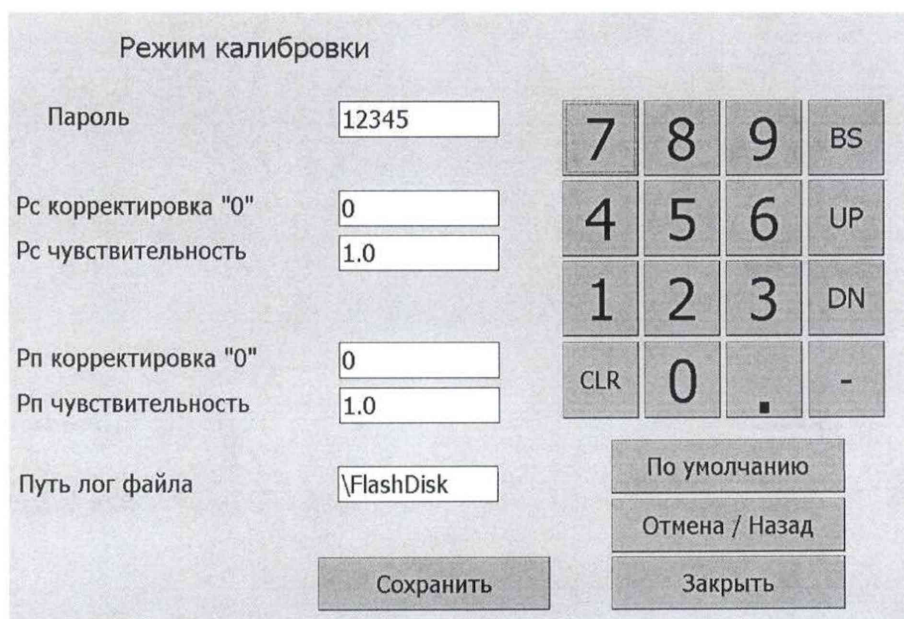 Режим калибровки
Пароль 12345
Рс корректировка "0" 0
Рс чувствительность 1.0
Рп корректировка "0" 0
Рп чувствительность 1.0
Путь лог файла \FlashDisk
7 8 9 BS
4 5 6 UP
1 2 3 DN
CLR 0 . -
По умолчанию
Отмена / Назад
Сохранить Закрыть